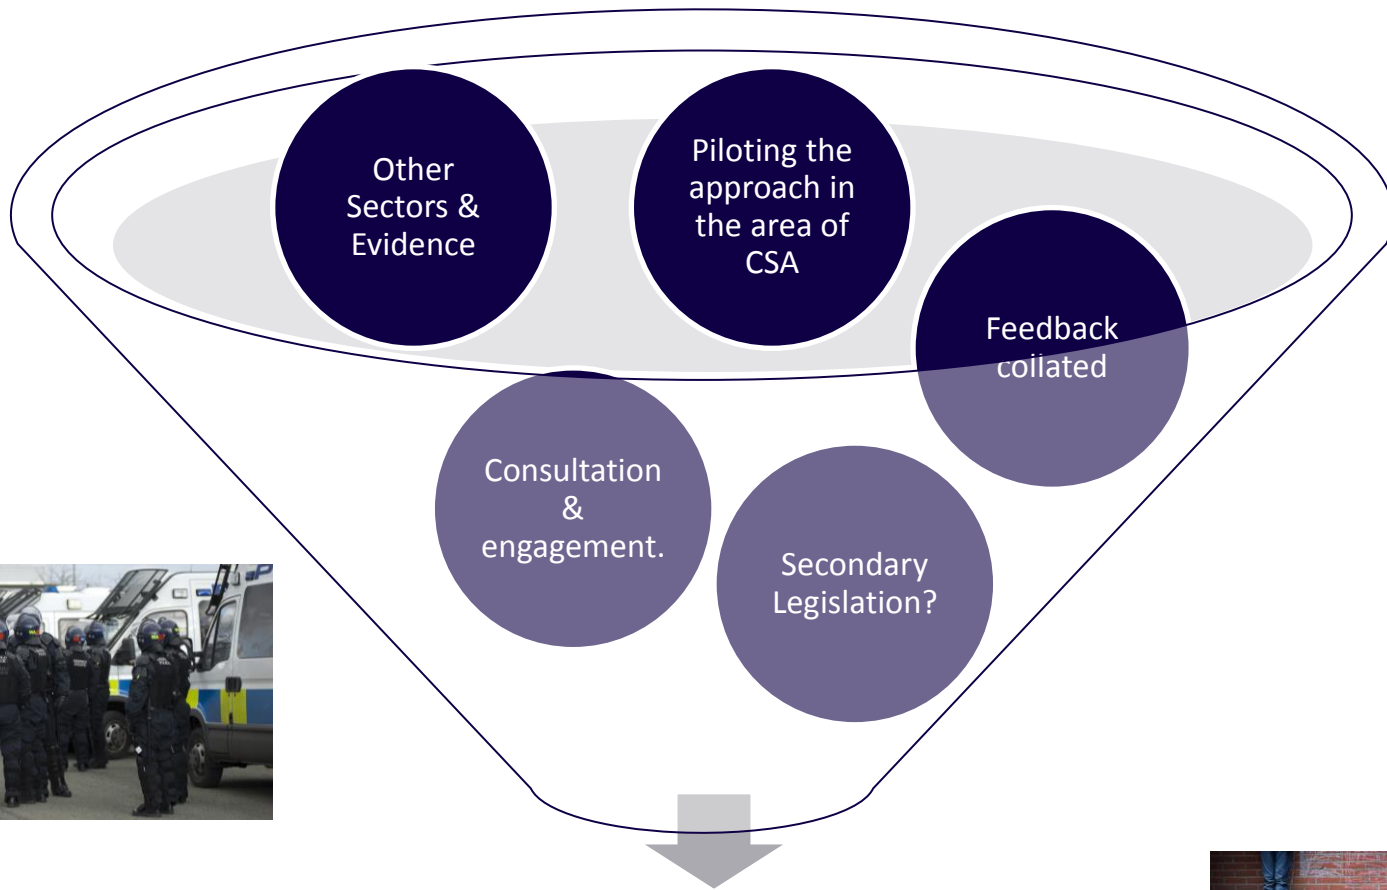 Other
Sectors &
Evidence
Piloting the
approach in
the area of
CSA
Feedback
collated
Consultation
&
engagement.
Secondary
Legislation?